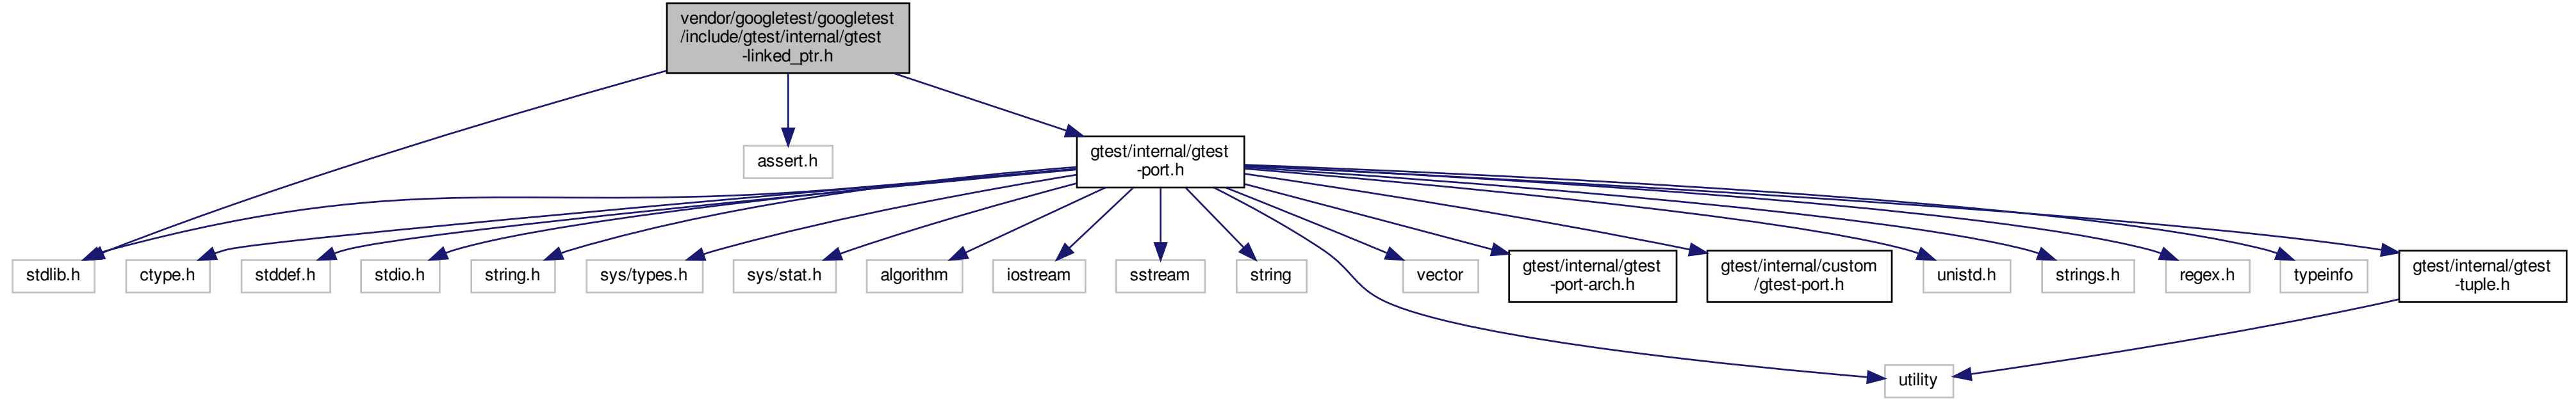 vendor/googletest/googletest
/include/gtest/internal/gtest
-linked_ptr.h
assert.h
gtest/internal/gtest
-port.h
stdlib.h
ctype.h
stddef.h
stdio.h
string.h
sys/types.h
sys/stat.h
algorithm
iostream
sstream
string
vector
gtest/internal/gtest
-port-arch.h
gtest/internal/custom
/gtest-port.h
unistd.h
strings.h
regex.h
typeinfo
gtest/internal/gtest
-tuple.h
utility